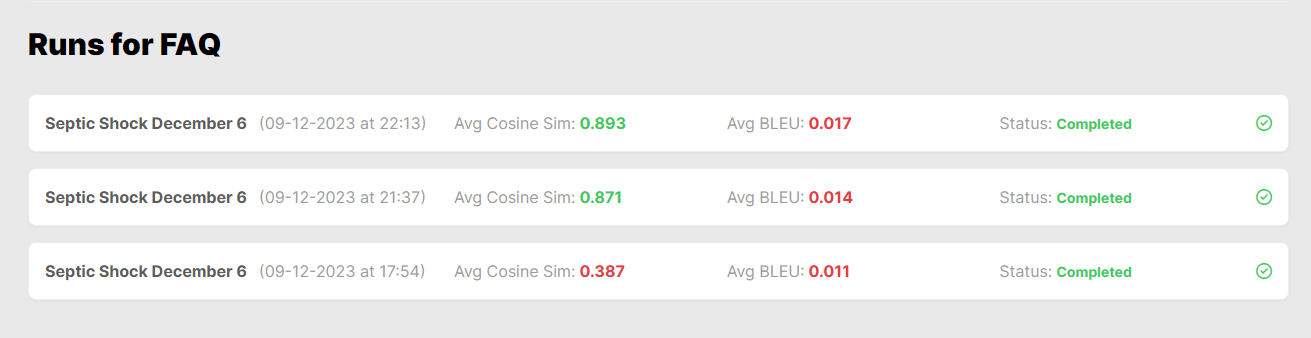 Runs for FAQ
Septic Shock December 6 (09-12-2023 at 22:13) Avg Cosine Sim: 0.893 Avg BLEU: 0.017 Status: Completed
Septic Shock December 6 (09-12-2023 at 21:37) Avg Cosine Sim: 0.871 Avg BLEU: 0.014 Status: Completed
Septic Shock December 6 (09-12-2023 at 17:54) Avg Cosine Sim: 0.387 Avg BLEU: 0.011 Status: Completed